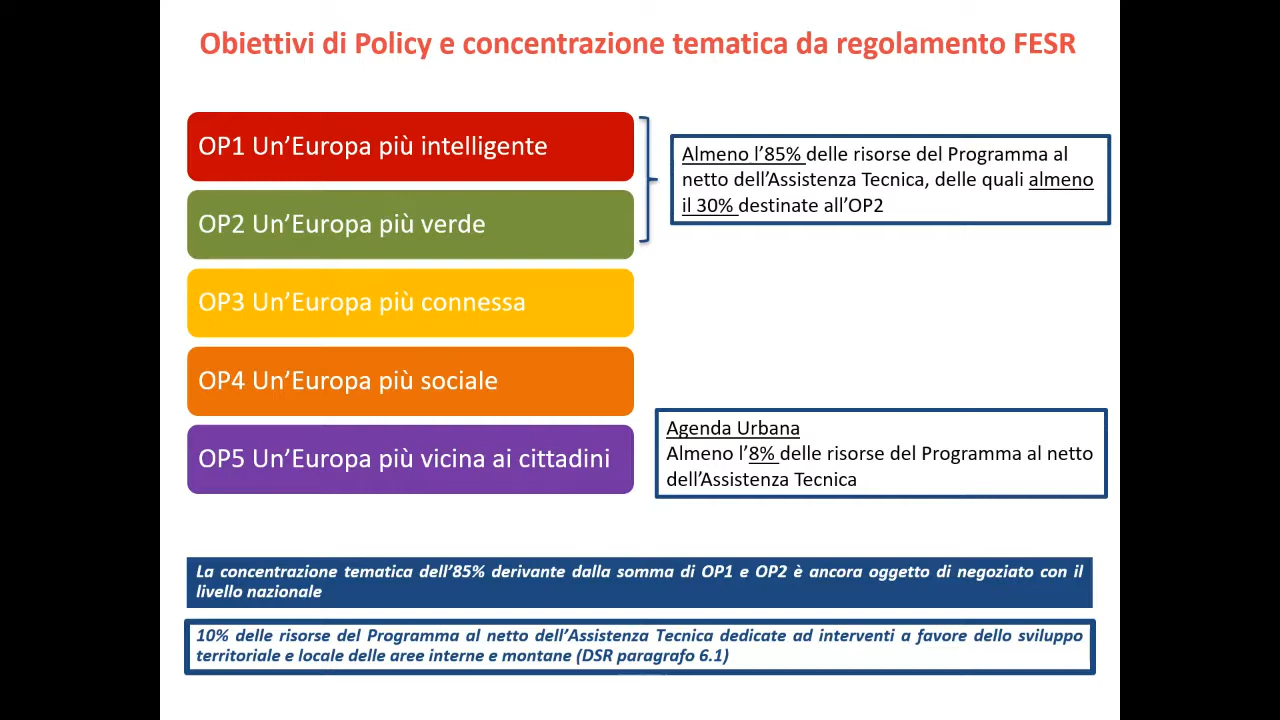 Obiettivi di Policy e concentrazione tematica da regolamento FESR
OP1 Un’Europa più intelligente
OP2 Un’Europa più verde
OP3 Un’Europa più connessa
OP4 Un’Europa più sociale
OP5 Un’Europa più vicina ai cittadini
Almeno l’85% delle risorse del Programma al
netto dell’Assistenza Tecnica, delle quali almeno
il 30% destinate all’OP2
Agenda Urbana
Almeno l’8% delle risorse del Programma al netto
dell’Assistenza Tecnica
La concentrazione tematica dell’85% derivante dalla somma di OP1 e OP2 è ancora oggetto di negoziato con il
livello nazionale
10% delle risorse del Programma al netto dell’Assistenza Tecnica dedicate ad interventi a favore dello sviluppo
territoriale e locale delle aree interne e montane (DSR paragrafo 6.1)